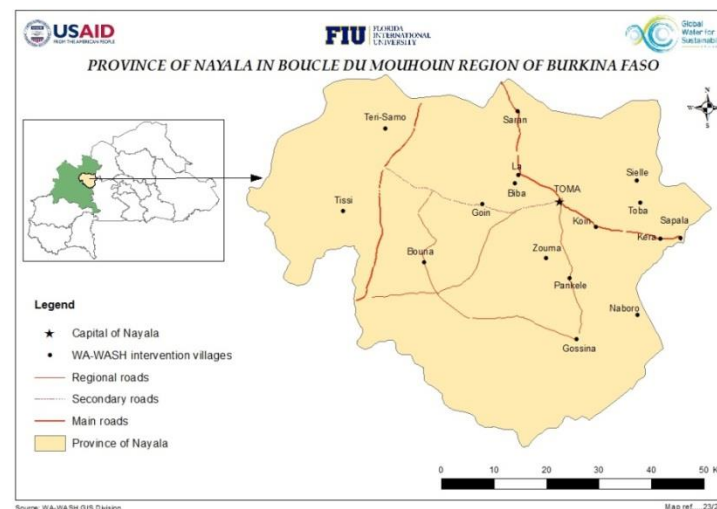 USAID
FROM THE AMERICAN PEOPLE
FIU
FLORIDA
INTERNATIONAL
UNIVERSITY
Global
Water for
PROVINCE OF NAYALA IN BOUCLE DU MOUHOUN REGION OF BURKINA FASO
N
Teri-Samo
Saran
La
Biba
TOMA
Sielle
Tissi
Goin
Toba
Koin
Sapala
Kera
Bouna
Zouma
Pankele
Naboro
Gossina
Legend
Capital of Nayala
WA-WASH intervention villages
Regional roads
Secondary roads
Main roads
Province of Nayala
0 10 20 30 40 50 K
Source: WA-WASH GIS Division